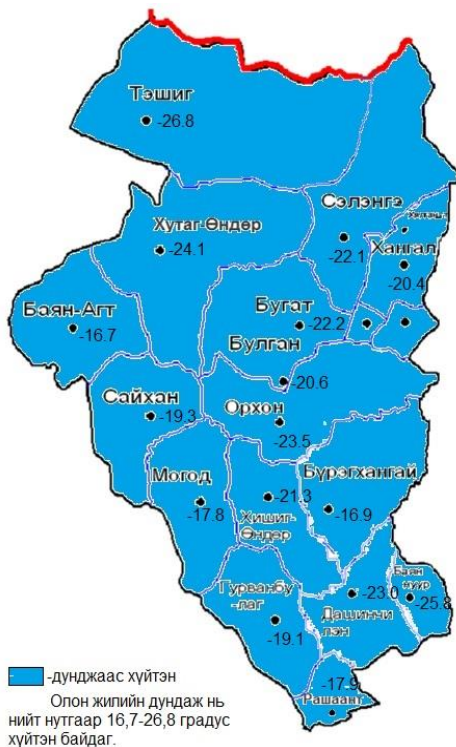 Тэшиг
-26.8
Сэлэнгэ
-22.1
Хутаг-Өндөр
-24.1
Хангал
-20.4
Баян-Агт
-16.7
Бугат
-22.2
Булган
-20.6
Сайхан
-19.3
Орхон
-23.5
Бүрэгхангай
-16.9
Могод
-17.8
-21.3
Хишиг-
Өндөр
Баян
нуур
-25.8
-23.0
Дашинчи
лэн
Гурванбу
-лаг
-19.1
-17.9
Рашаант
-дунджаас хүйтэн
Олон жилийн дундаж нь
нийт нутгаар 16,7-26,8 градус
хүйтэн байдаг.